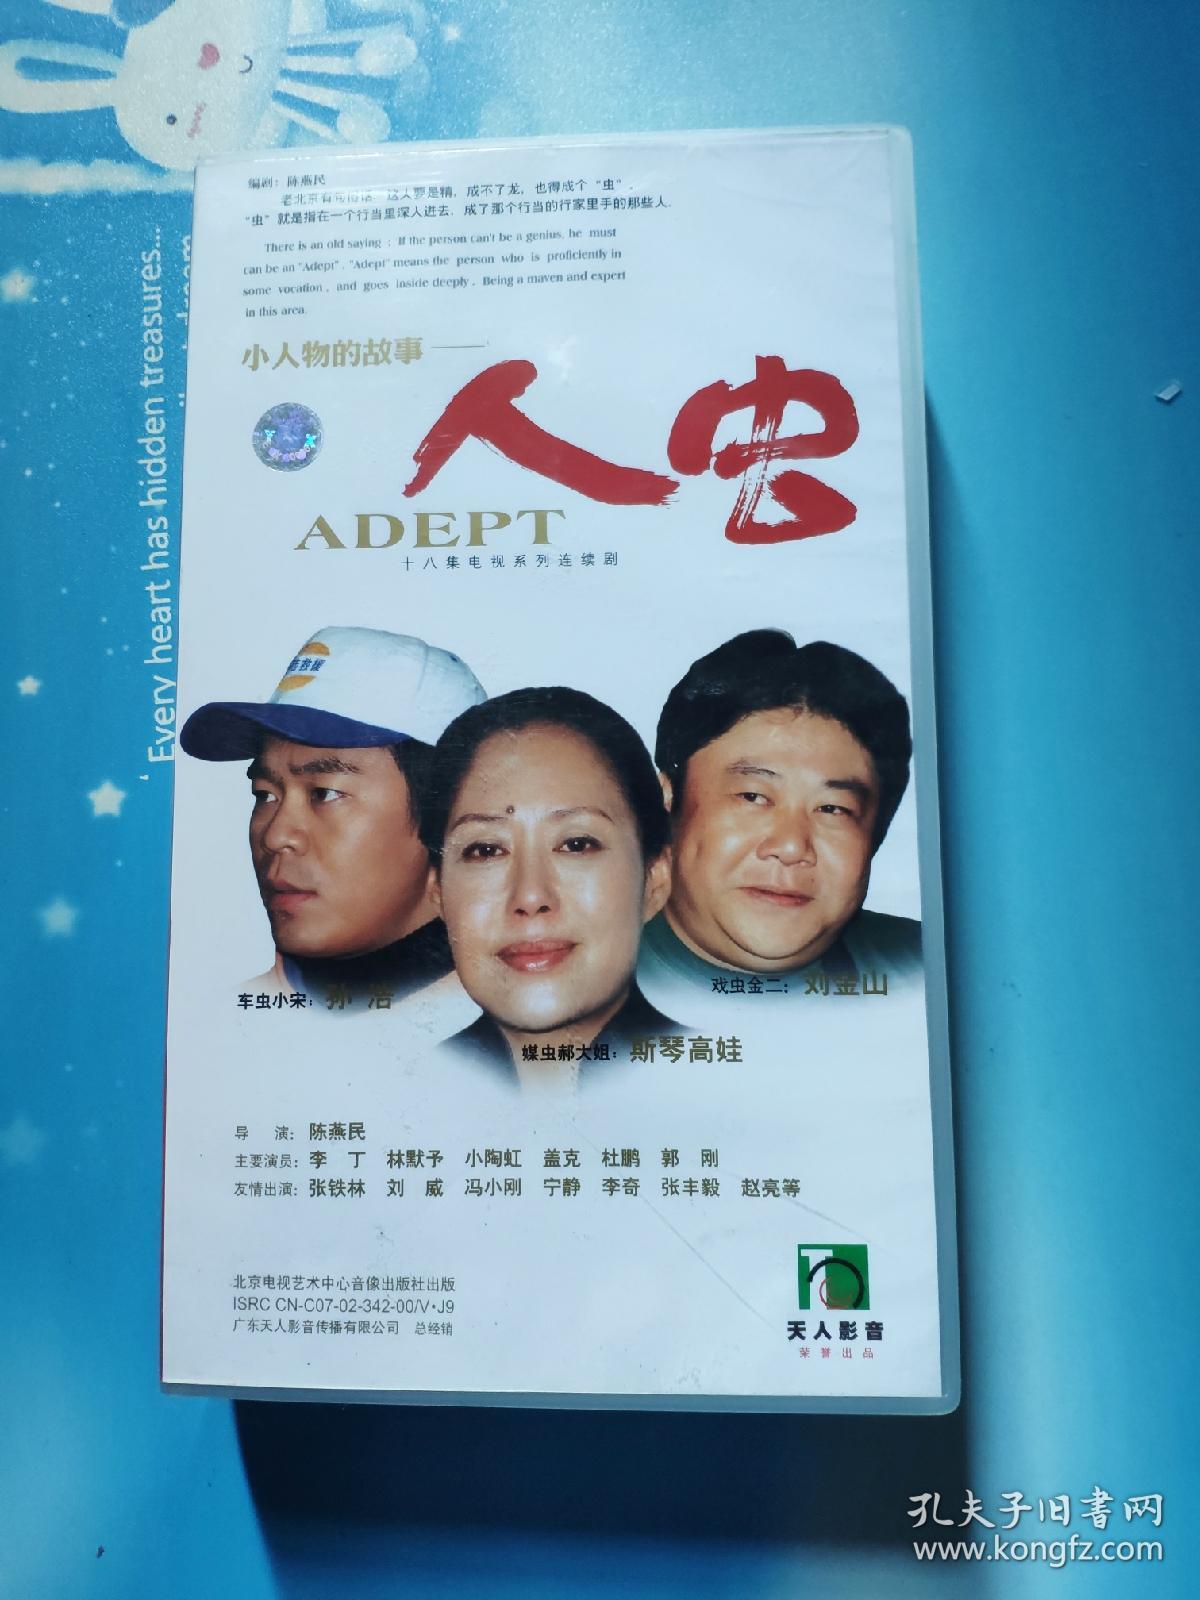 编剧：陈燕民
老北京有句俗话：这人要是精，成不了龙，也得成个“虫”。
“虫”就是指在一个行当里深入进去，成了那个行当的行家里手的那些人.
There is an old saying : If the person can't be a genius, he must
can be an "Adept" . "Adept" means the person who is proficiently in
some vocation , and goes inside deeply . Being a maven and expert
in this area.
小人物的故事——
人虫
ADEPT
十八集电视系列连续剧
车虫小宋：孙 浩
戏虫金二：刘金山
媒虫郝大姐：斯琴高娃
导 演：陈燕民
主要演员：李 丁 林默予 小陶虹 盖克 杜鹏 郭 刚
友情出演：张铁林 刘 威 冯小刚 宁静 李奇 张丰毅 赵亮等
北京电视艺术中心音像出版社出版
ISRC CN-C07-02-342-00/V·J9
广东天人影音传播有限公司 总经销
天人影音
荣誉出品
‘Every heart has hidden treasures...
孔夫子旧书网
www.kongfz.com